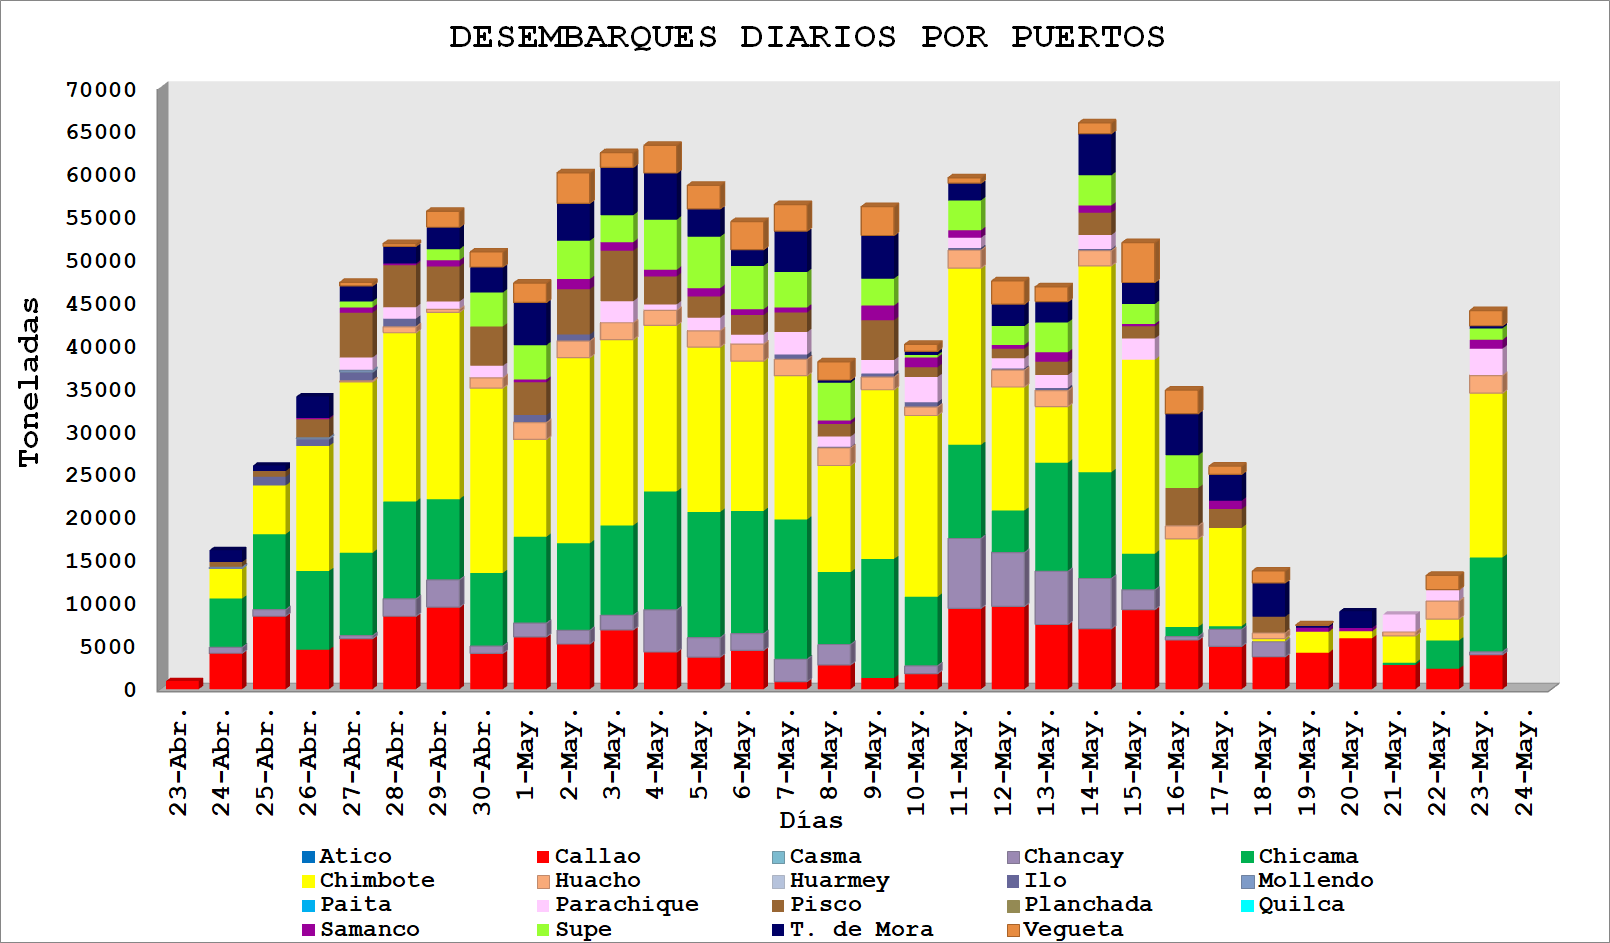 DESEMBARQUES DIARIOS POR PUERTOS
70000
65000
60000
55000
50000
45000
40000
35000
30000
25000
20000
15000
10000
5000
0
Toneladas
23-Abr. 24-Abr. 25-Abr. 26-Abr. 27-Abr. 28-Abr. 29-Abr. 30-Abr. 1-May. 2-May. 3-May. 4-May. 5-May. 6-May. 7-May. 8-May. 9-May. 10-May. 11-May. 12-May. 13-May. 14-May. 15-May. 16-May. 17-May. 18-May. 19-May. 20-May. 21-May. 22-May. 23-May. 24-May.
Días
Atico Callao Casma Chancay Chicama
Chimbote Huacho Huarmey Ilo Mollendo
Paita Parachique Pisco Planchada Quilca
Samanco Supe T. de Mora Vegueta